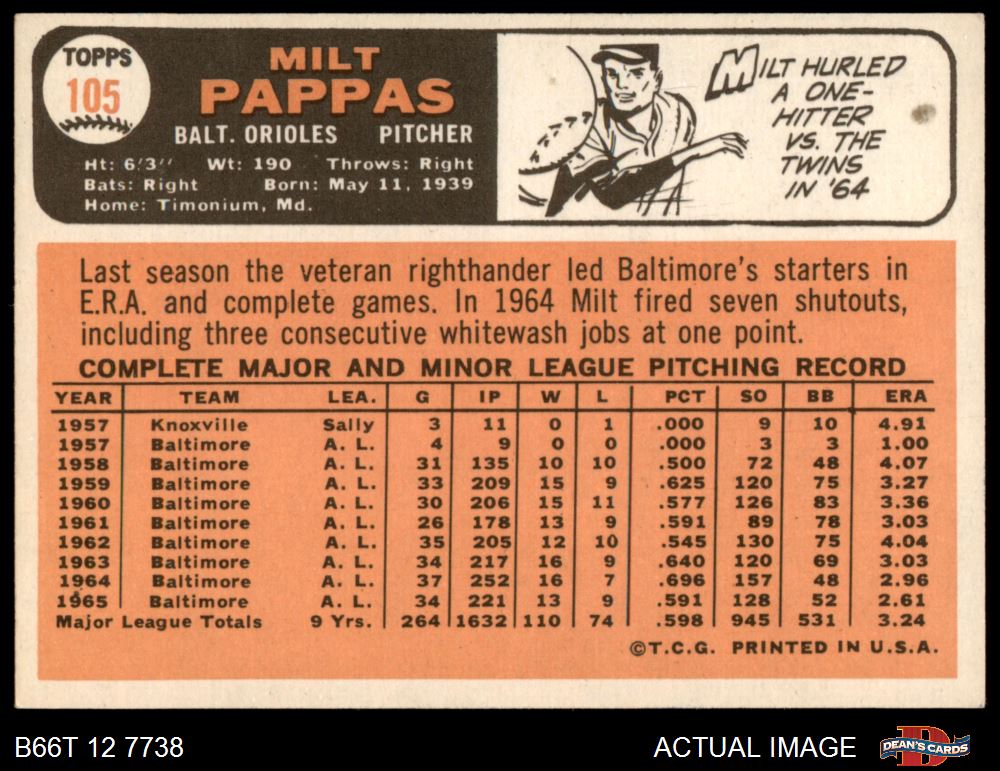 TOPPS
105
MILT
PAPPAS
BALT. ORIOLES PITCHER
Ht: 6'3'' Wt: 190 Throws: Right
Bats: Right Born: May 11, 1939
Home: Timonium, Md.
MILT HURLED
A ONE-
HITTER
VS. THE
TWINS
IN '64
Last season the veteran righthander led Baltimore's starters in
E.R.A. and complete games. In 1964 Milt fired seven shutouts,
including three consecutive whitewash jobs at one point.
COMPLETE MAJOR AND MINOR LEAGUE PITCHING RECORD
YEAR TEAM LEA. G IP W L PCT SO BB ERA
1957 Knoxville Sally 3 11 0 1 .000 9 10 4.91
1957 Baltimore A. L. 4 9 0 0 .000 3 3 1.00
1958 Baltimore A. L. 31 135 10 10 .500 72 48 4.07
1959 Baltimore A. L. 33 209 15 9 .625 120 75 3.27
1960 Baltimore A. L. 30 206 15 11 .577 126 83 3.36
1961 Baltimore A. L. 26 178 13 9 .591 89 78 3.03
1962 Baltimore A. L. 35 205 12 10 .545 130 75 4.04
1963 Baltimore A. L. 34 217 16 9 .640 120 69 3.03
1964 Baltimore A. L. 37 252 16 7 .696 157 48 2.96
1965 Baltimore A. L. 34 221 13 9 .591 128 52 2.61
Major League Totals 9 Yrs. 264 1632 110 74 .598 945 531 3.24
©T.C.G. PRINTED IN U.S.A.
B66T 12 7738
ACTUAL IMAGE
D
DEAN'S CARDS